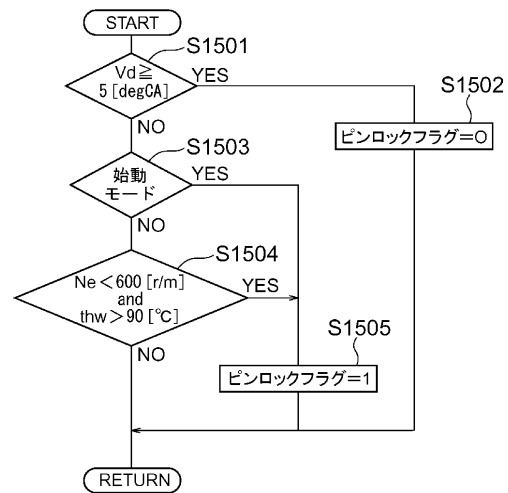 START
S1501
Vd≧
5[degCA]
YES
S1502
NO
ピンロックフラグ=0
S1503
始動
モード
YES
NO
S1504
Ne<600[r/m]
and
thw>90[℃]
YES
NO
S1505
ピンロックフラグ=1
RETURN